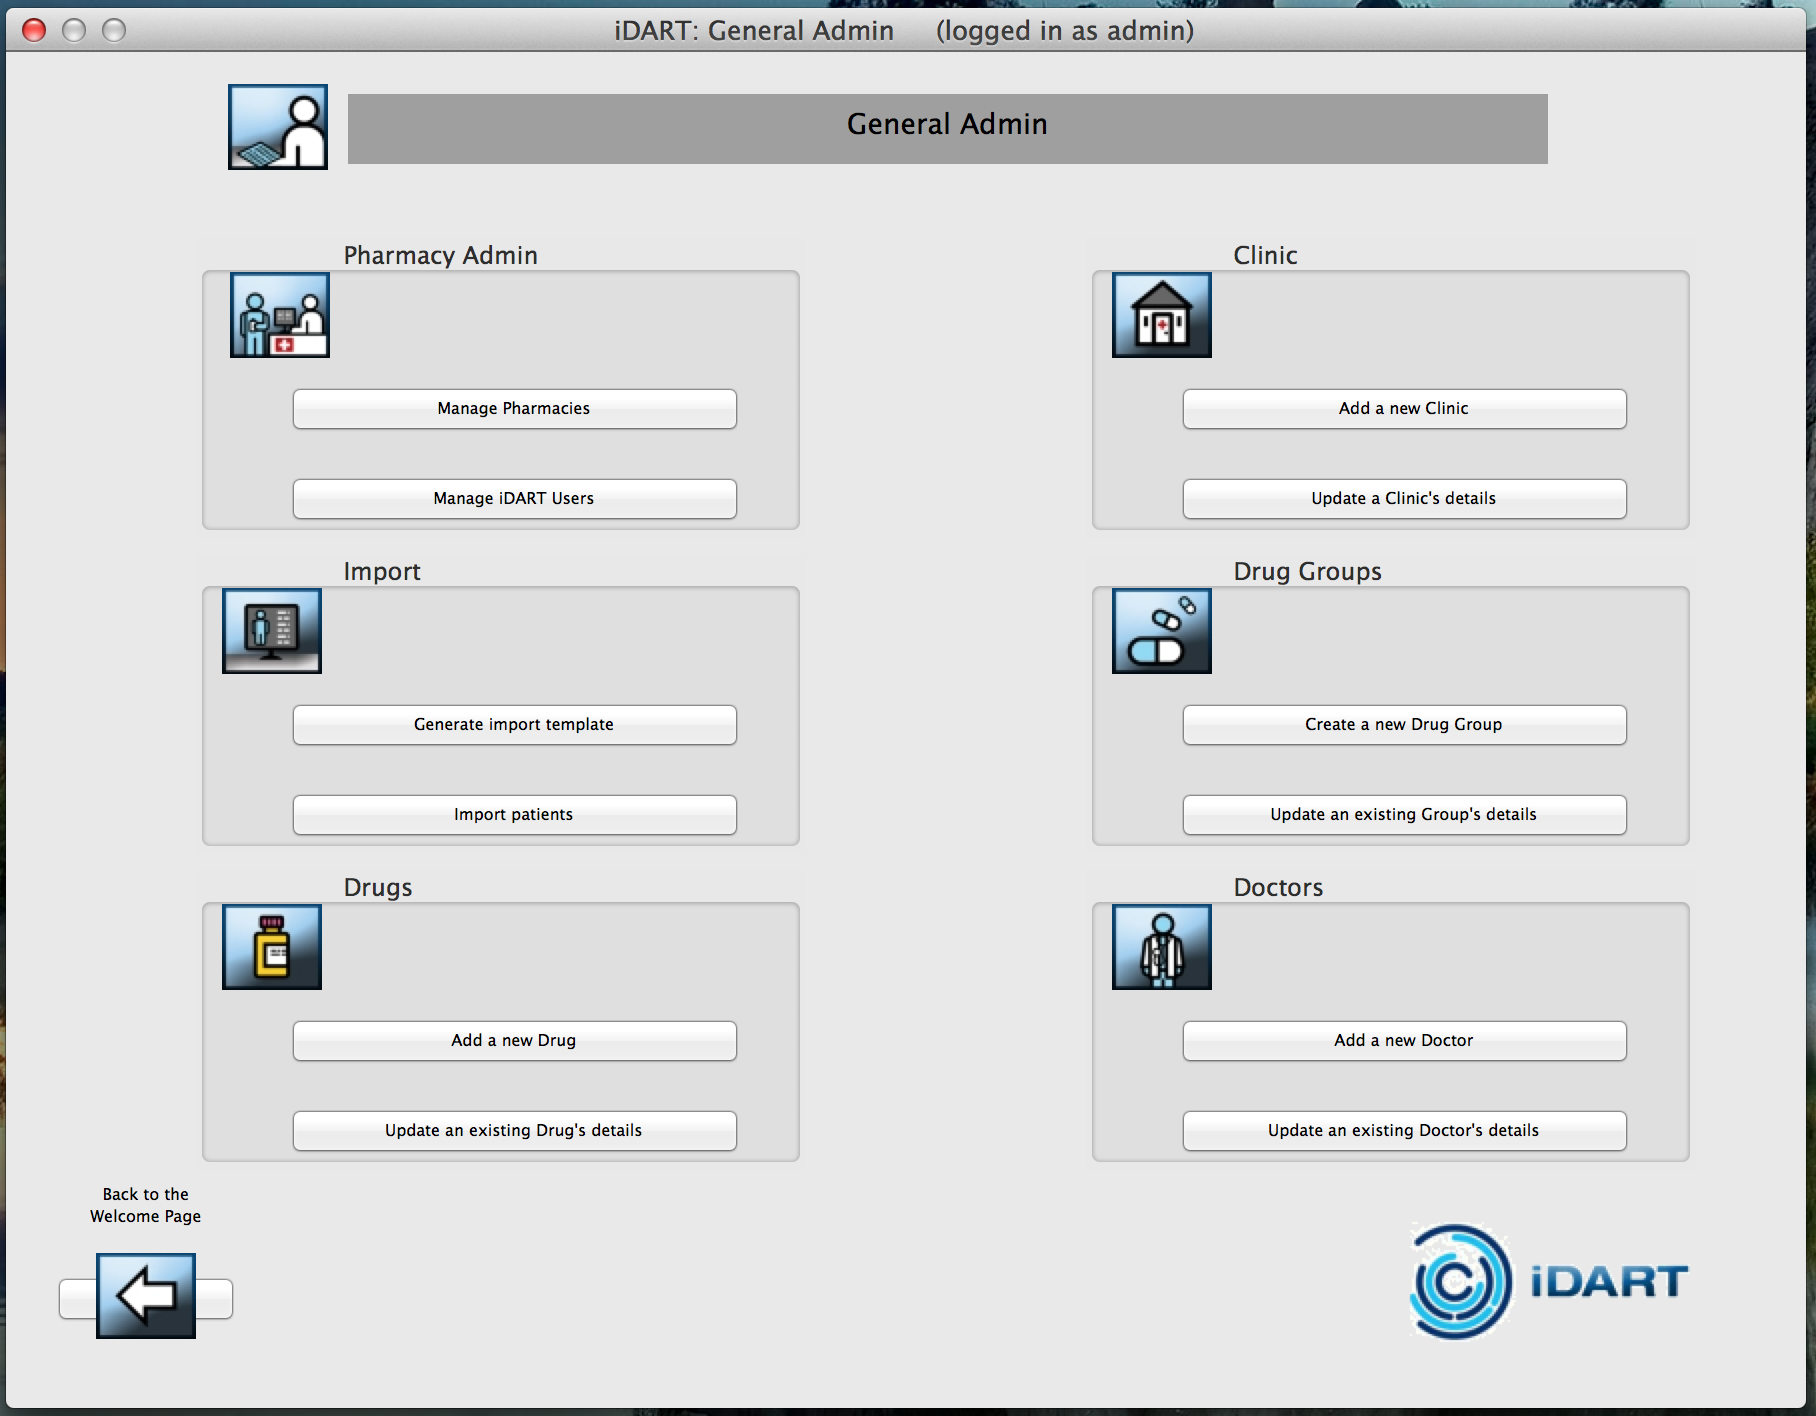 iDART: General Admin (logged in as admin)
General Admin
Pharmacy Admin
Manage Pharmacies
Manage iDART Users
Clinic
Add a new Clinic
Update a Clinic's details
Import
Generate import template
Import patients
Drug Groups
Create a new Drug Group
Update an existing Group's details
Drugs
Add a new Drug
Update an existing Drug's details
Doctors
Add a new Doctor
Update an existing Doctor's details
Back to the
Welcome Page
iDART